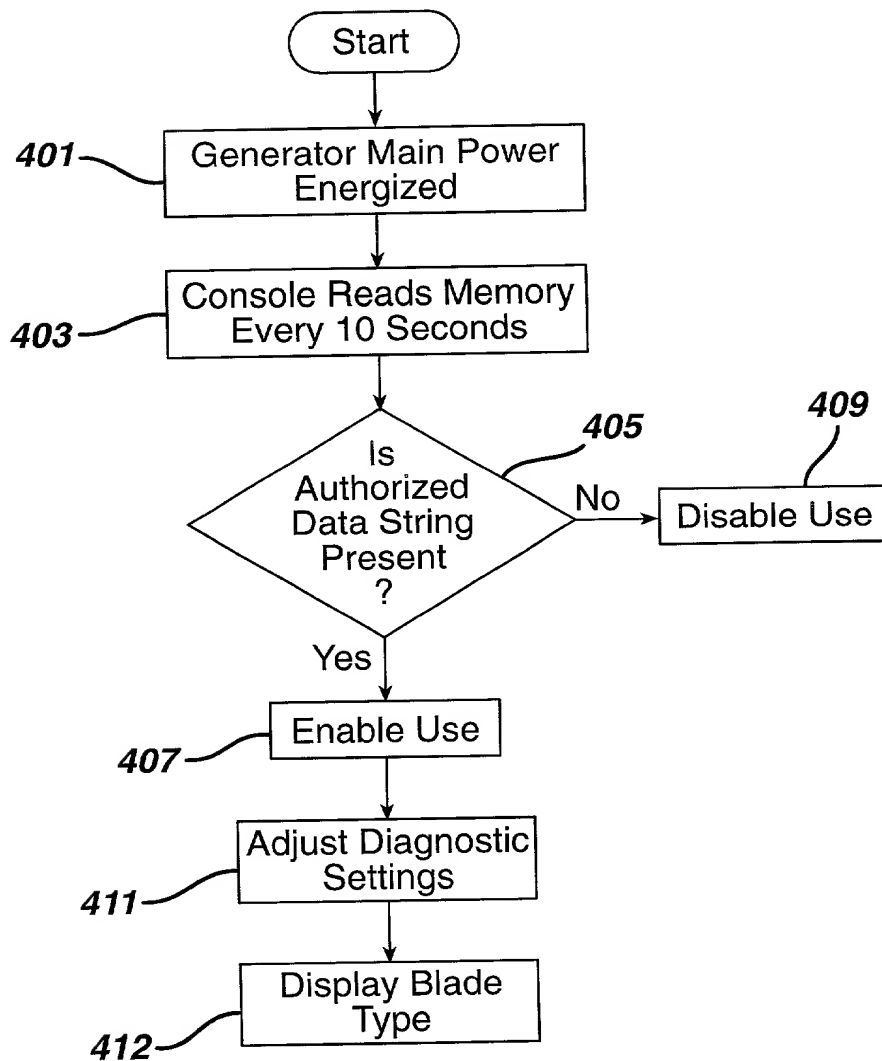 Start
401
Generator Main Power
Energized
403
Console Reads Memory
Every 10 Seconds
405
409
Is
Authorized
Data String
Present
?
No
Disable Use
Yes
407
Enable Use
411
Adjust Diagnostic
Settings
412
Display Blade
Type